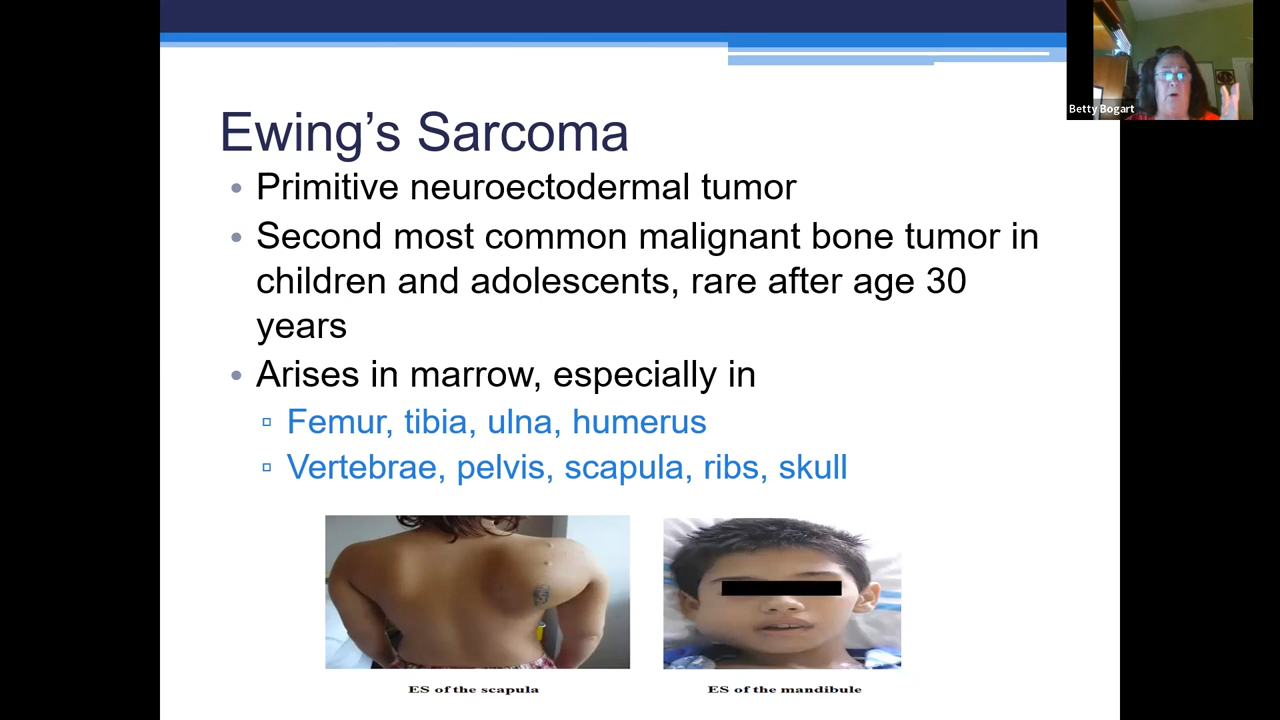 Betty Bogart
Ewing's Sarcoma
• Primitive neuroectodermal tumor
• Second most common malignant bone tumor in
children and adolescents, rare after age 30
years
• Arises in marrow, especially in
▫ Femur, tibia, ulna, humerus
▫ Vertebrae, pelvis, scapula, ribs, skull
ES of the scapula
ES of the mandibule